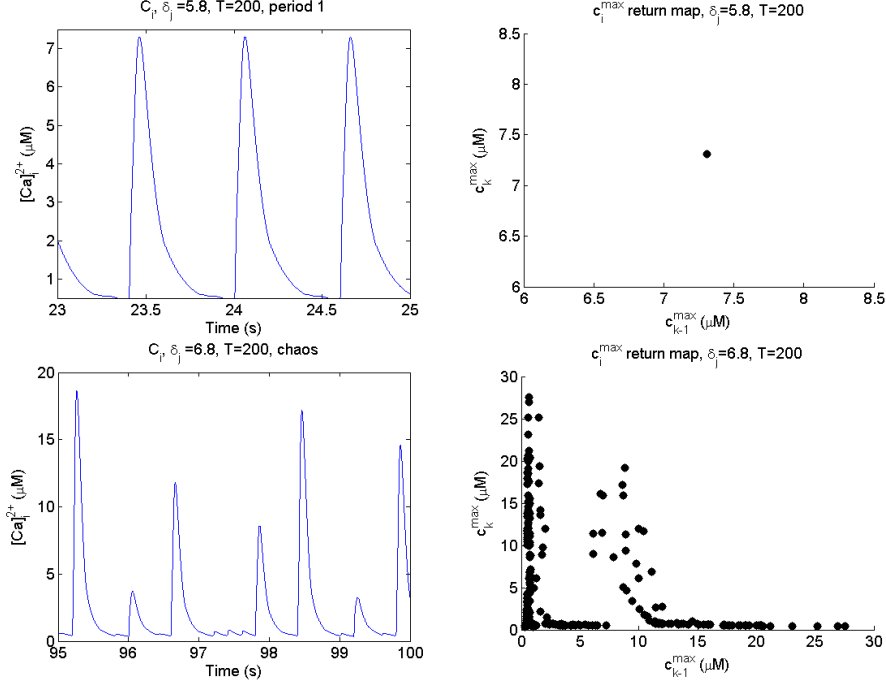 C_i, δ_j =5.8, T=200, period 1
[Ca]_i^{2+} (μM)
7
6
5
4
3
2
1
23 23.5 24 24.5 25
Time (s)
c_i^{max} return map, δ_j=5.8, T=200
c_k^{max} (μM)
8.5
8
7.5
7
6.5
6
6 6.5 7 7.5 8 8.5
c_{k-1}^{max} (μM)
C_i, δ_j =6.8, T=200, chaos
[Ca]_i^{2+} (μM)
20
15
10
5
0
95 96 97 98 99 100
Time (s)
c_i^{max} return map, δ_j=6.8, T=200
c_k^{max} (μM)
30
25
20
15
10
5
0
0 5 10 15 20 25 30
c_{k-1}^{max} (μM)